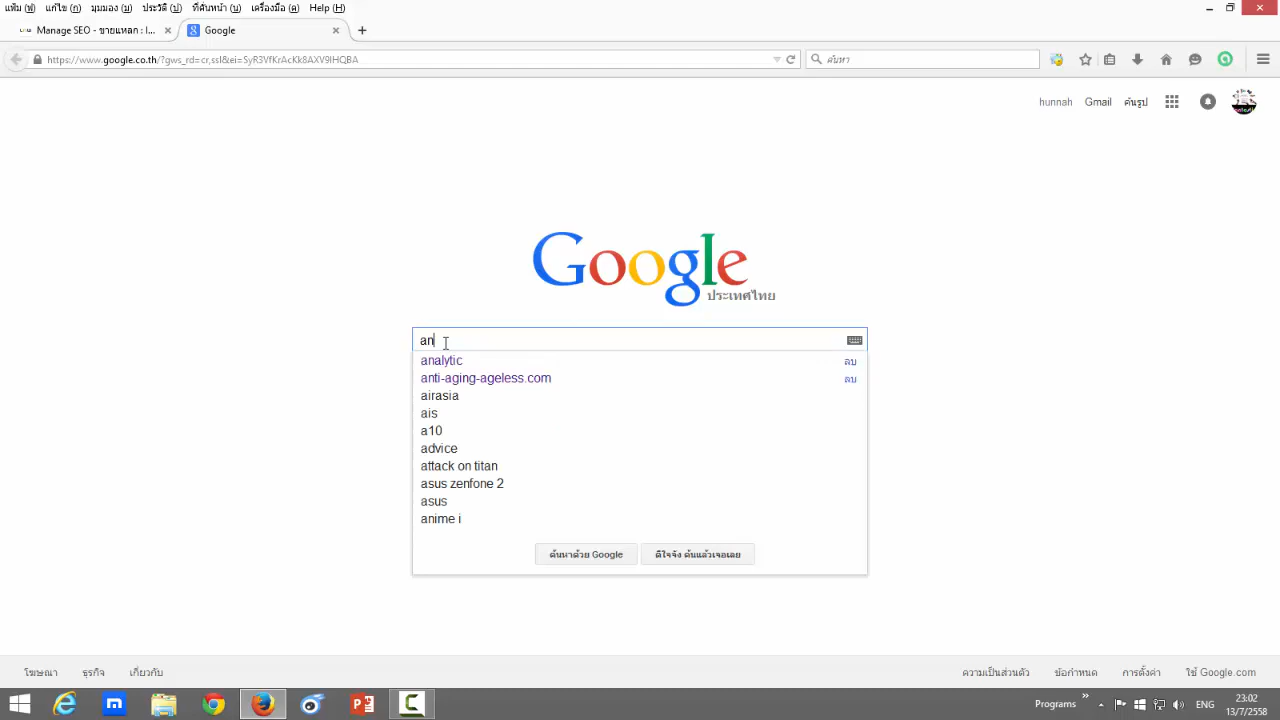 แฟ้ม (ฟ) แก้ไข (ก) มุมมอง (ม) ประวัติ (ป) ที่คั่นหน้า (น) เครื่องมือ (ค) Help (H)
Manage SEO - ขายแหลก : l...
Google
https://www.google.co.th/?gws_rd=cr,ssl&ei=SyR3VfKrAcKk8AXV9IHQBA
ค้นหา
hunnah Gmail ค้นรูป
Google
ประเทศไทย
an
analytic ลบ
anti-aging-ageless.com ลบ
airasia
ais
a10
advice
attack on titan
asus zenfone 2
asus
anime i
ค้นหาด้วย Google ดีใจจัง ค้นแล้วเจอเลย
โฆษณา ธุรกิจ เกี่ยวกับ ความเป็นส่วนตัว ข้อกำหนด การตั้งค่า ใช้ Google.com
Programs ENG 23:02
13/7/2558